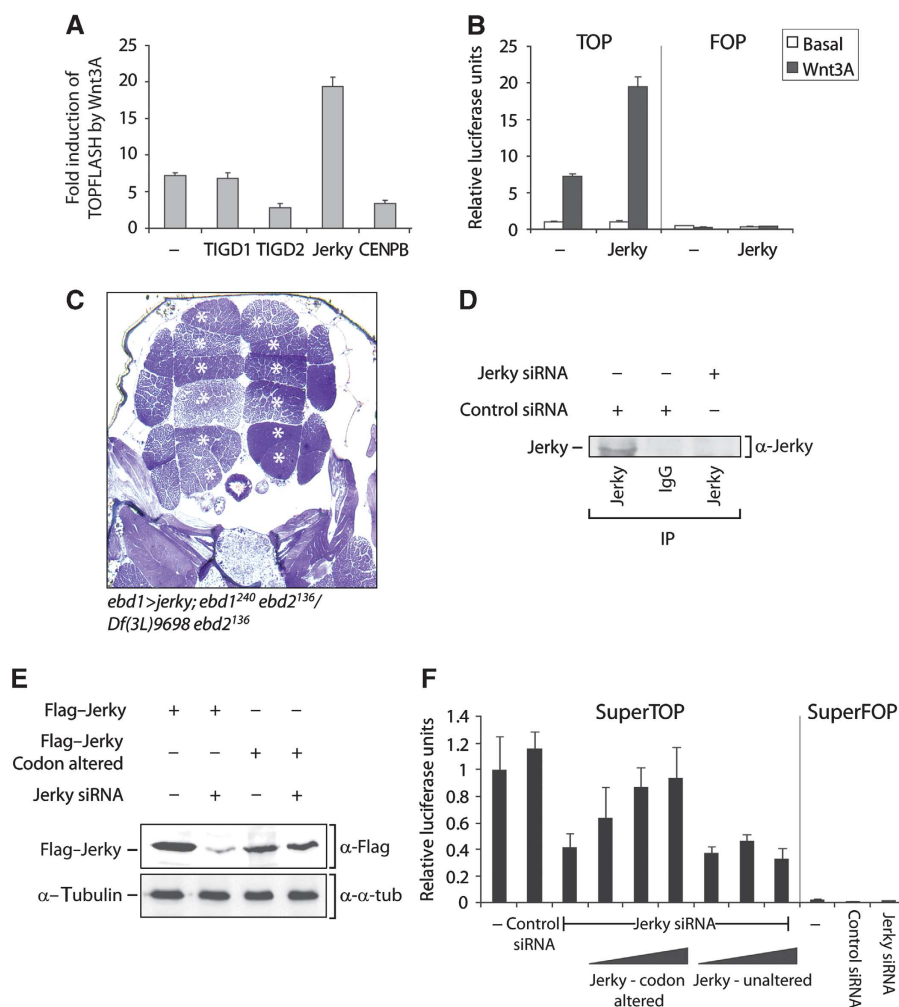 A
Fold induction of
TOPFLASH by Wnt3A
25
20
15
10
5
0
– TIGD1 TIGD2 Jerky CENPB
B
TOP FOP
Basal
Wnt3A
Relative luciferase units
25
20
15
10
5
0
– Jerky – Jerky
C
* * * * * * * * * * *
ebd1>jerky; ebd1240 ebd2136/
Df(3L)9698 ebd2136
D
Jerky siRNA – – +
Control siRNA + + –
Jerky – α-Jerky
Jerky IgG Jerky
IP
E
Flag–Jerky + + – –
Flag–Jerky
Codon altered – – + +
Jerky siRNA – + – +
Flag–Jerky – α-Flag
α–Tubulin – α-α-tub
F
SuperTOP SuperFOP
Relative luciferase units
1.4
1.2
1
0.8
0.6
0.4
0.2
0
– Control siRNA Jerky siRNA – Control siRNA Jerky siRNA
Jerky - codon
altered
Jerky - unaltered